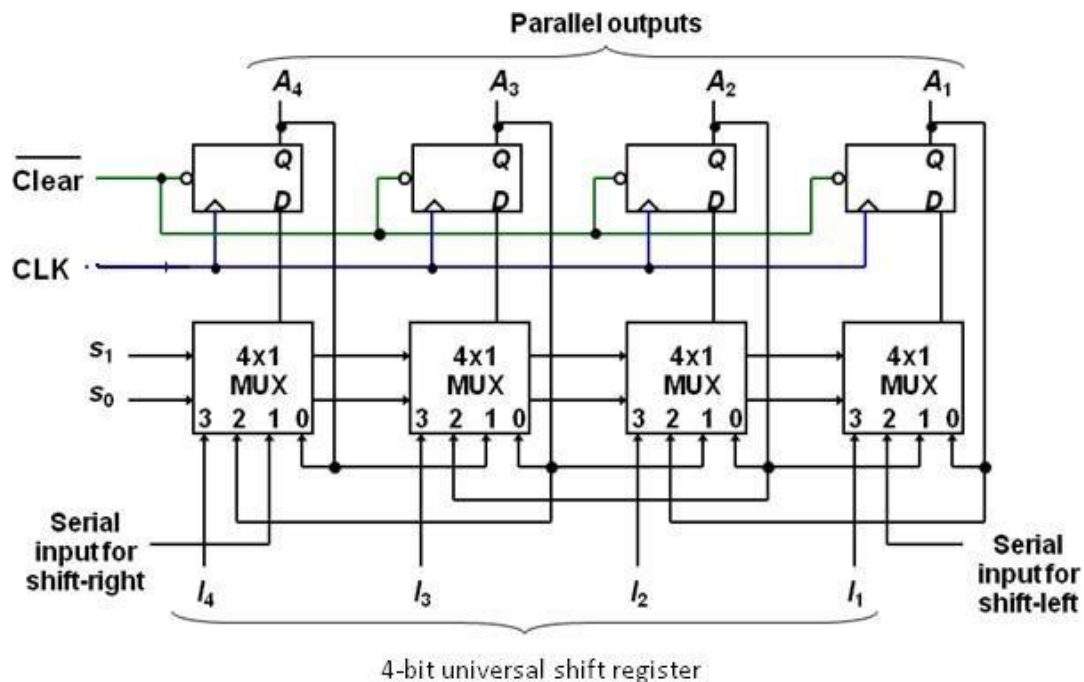 Parallel outputs
A4 A3 A2 A1
Clear
Q Q Q Q
D D D D
CLK
s1
s0
4x1 MUX 4x1 MUX 4x1 MUX 4x1 MUX
3 2 1 0 3 2 1 0 3 2 1 0 3 2 1 0
Serial
input for
shift-right
I4 I3 I2 I1
Serial
input for
shift-left
4-bit universal shift register